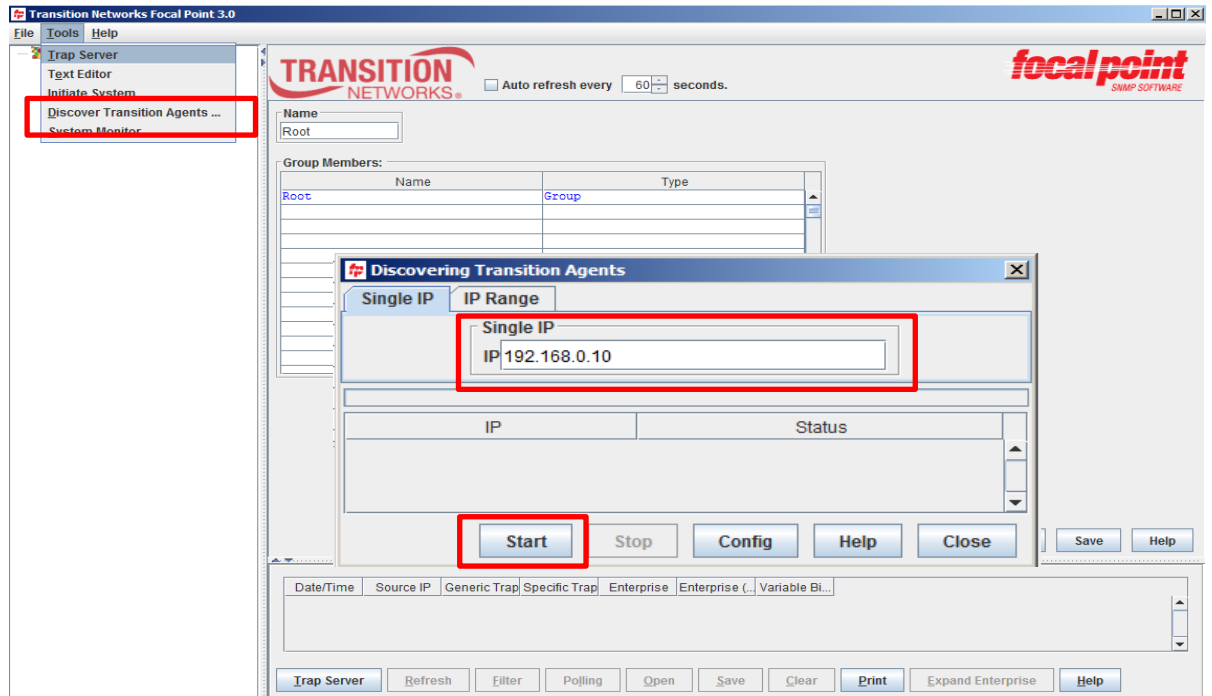 Transition Networks Focal Point 3.0
File Tools Help
Trap Server
Text Editor
Initiate System
Discover Transition Agents ...
System Monitor
TRANSITION
NETWORKS®
Auto refresh every 60 seconds.
focal point
SNMP SOFTWARE
Name
Root
Group Members:
Name Type
Root Group
Discovering Transition Agents
Single IP IP Range
Single IP
IP 192.168.0.10
IP Status
Start Stop Config Help Close
Save Help
Date/Time Source IP Generic Trap Specific Trap Enterprise Enterprise (... Variable Bi...
Trap Server Refresh Filter Polling Open Save Clear Print Expand Enterprise Help